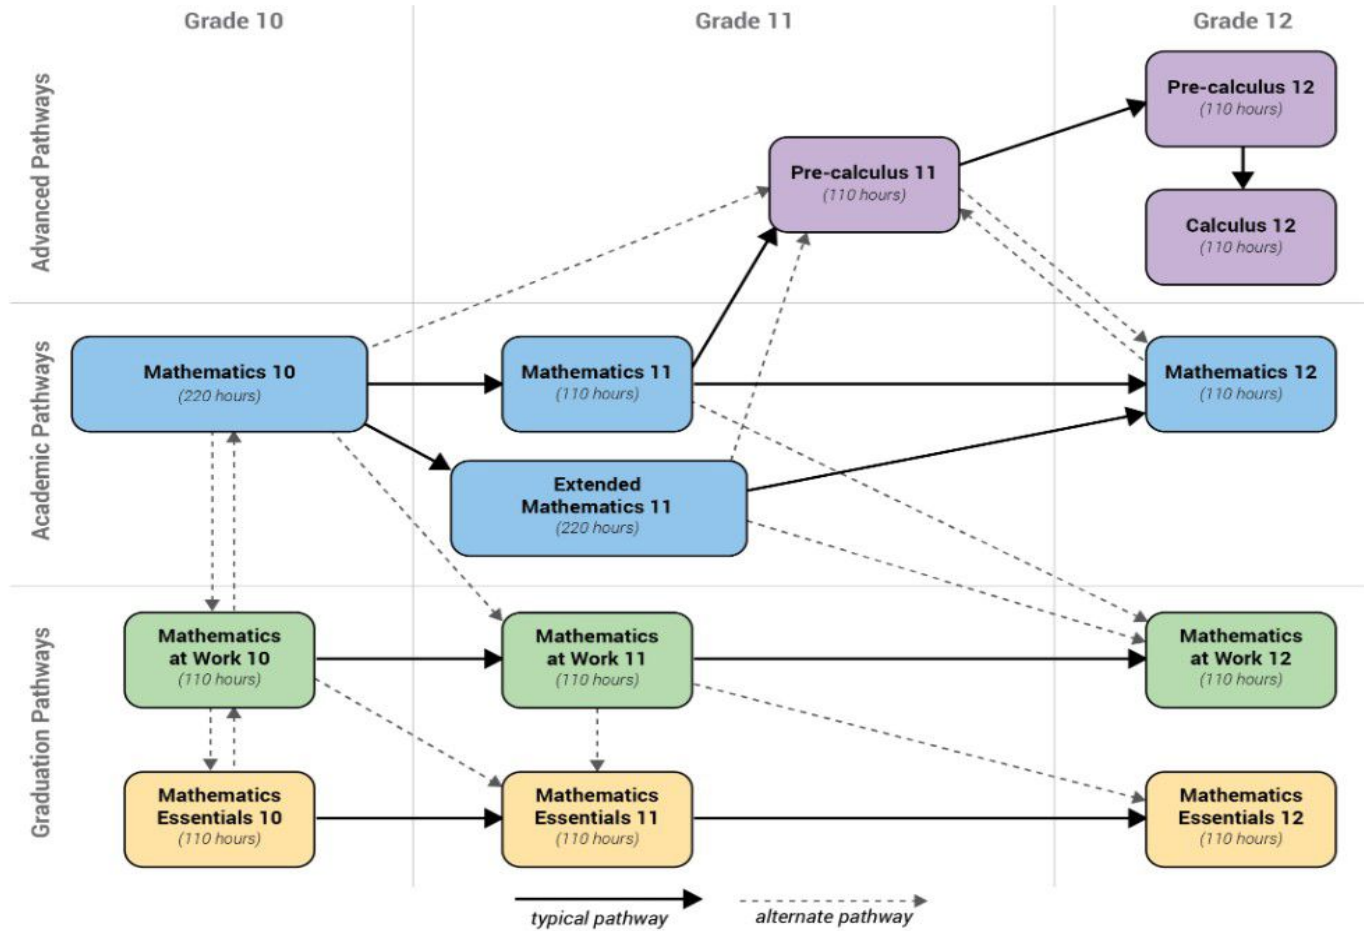 Grade 10
Grade 11
Grade 12
Advanced Pathways
Pre-calculus 12
(110 hours)
Pre-calculus 11
(110 hours)
Calculus 12
(110 hours)
Academic Pathways
Mathematics 10
(220 hours)
Mathematics 11
(110 hours)
Mathematics 12
(110 hours)
Extended
Mathematics 11
(220 hours)
Graduation Pathways
Mathematics
at Work 10
(110 hours)
Mathematics
at Work 11
(110 hours)
Mathematics
at Work 12
(110 hours)
Mathematics
Essentials 10
(110 hours)
Mathematics
Essentials 11
(110 hours)
Mathematics
Essentials 12
(110 hours)
typical pathway
alternate pathway